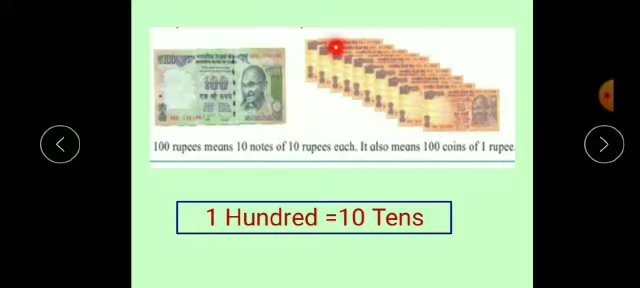 100
100 rupees means 10 notes of 10 rupees each. It also means 100 coins of 1 rupee.
1 Hundred =10 Tens